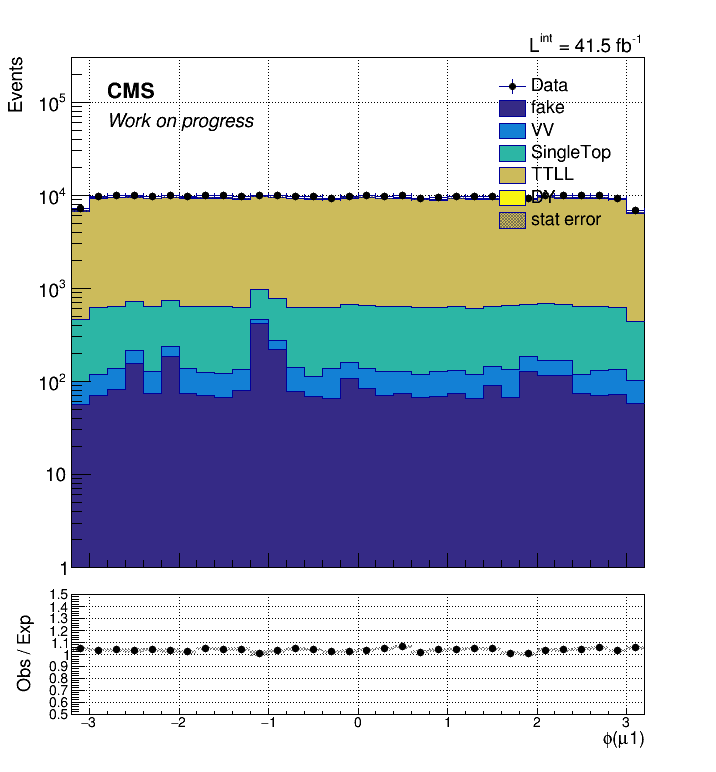 L^int = 41.5 fb^-1
Events
CMS
Work on progress
Data
fake
VV
SingleTop
TTLL
DY
stat error
10^5
10^4
10^3
10^2
10
1
Obs / Exp
1.5
1.4
1.3
1.2
1.1
1
0.9
0.8
0.7
0.6
0.5
−3 −2 −1 0 1 2 3
ϕ(μ1)